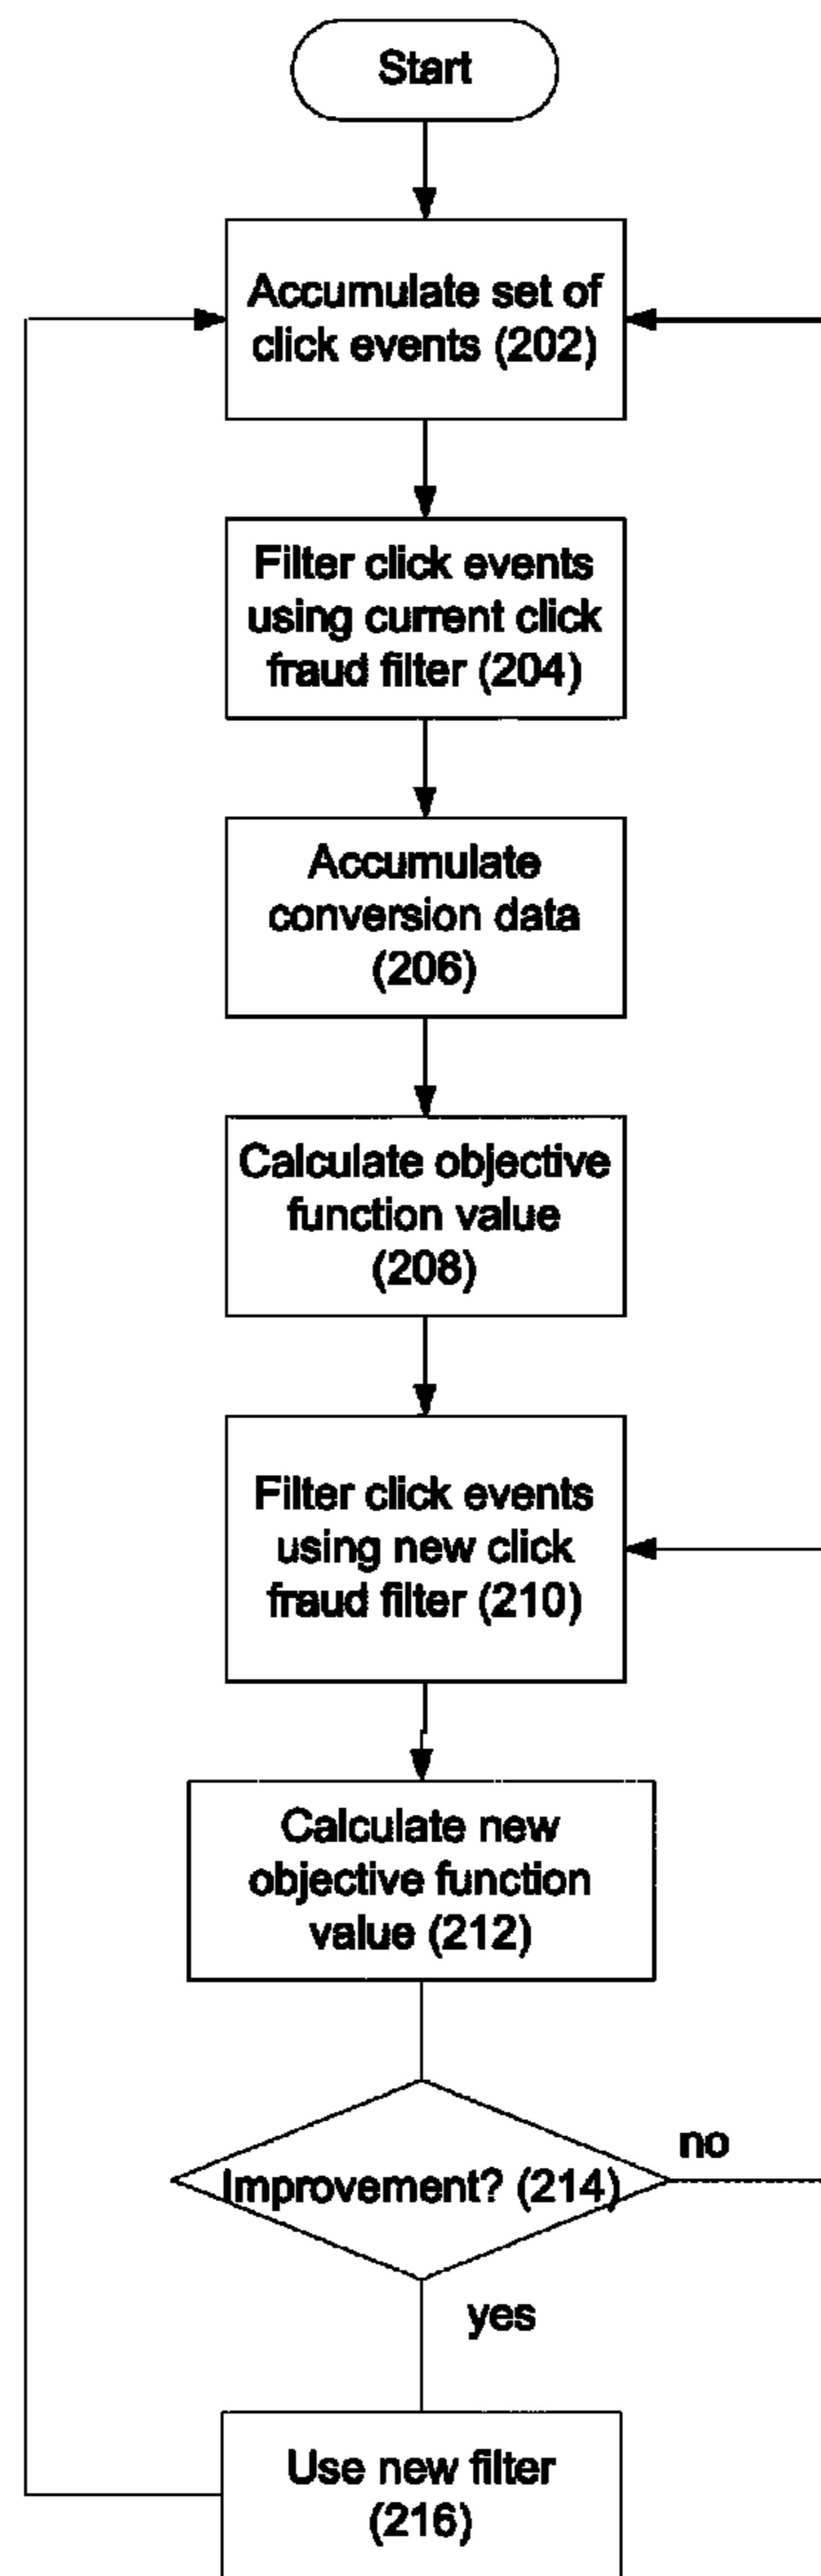 Start
Accumulate set of
click events (202)
Filter click events
using current click
fraud filter (204)
Accumulate
conversion data
(206)
Calculate objective
function value
(208)
Filter click events
using new click
fraud filter (210)
Calculate new
objective function
value (212)
no
Improvement? (214)
yes
Use new filter
(216)